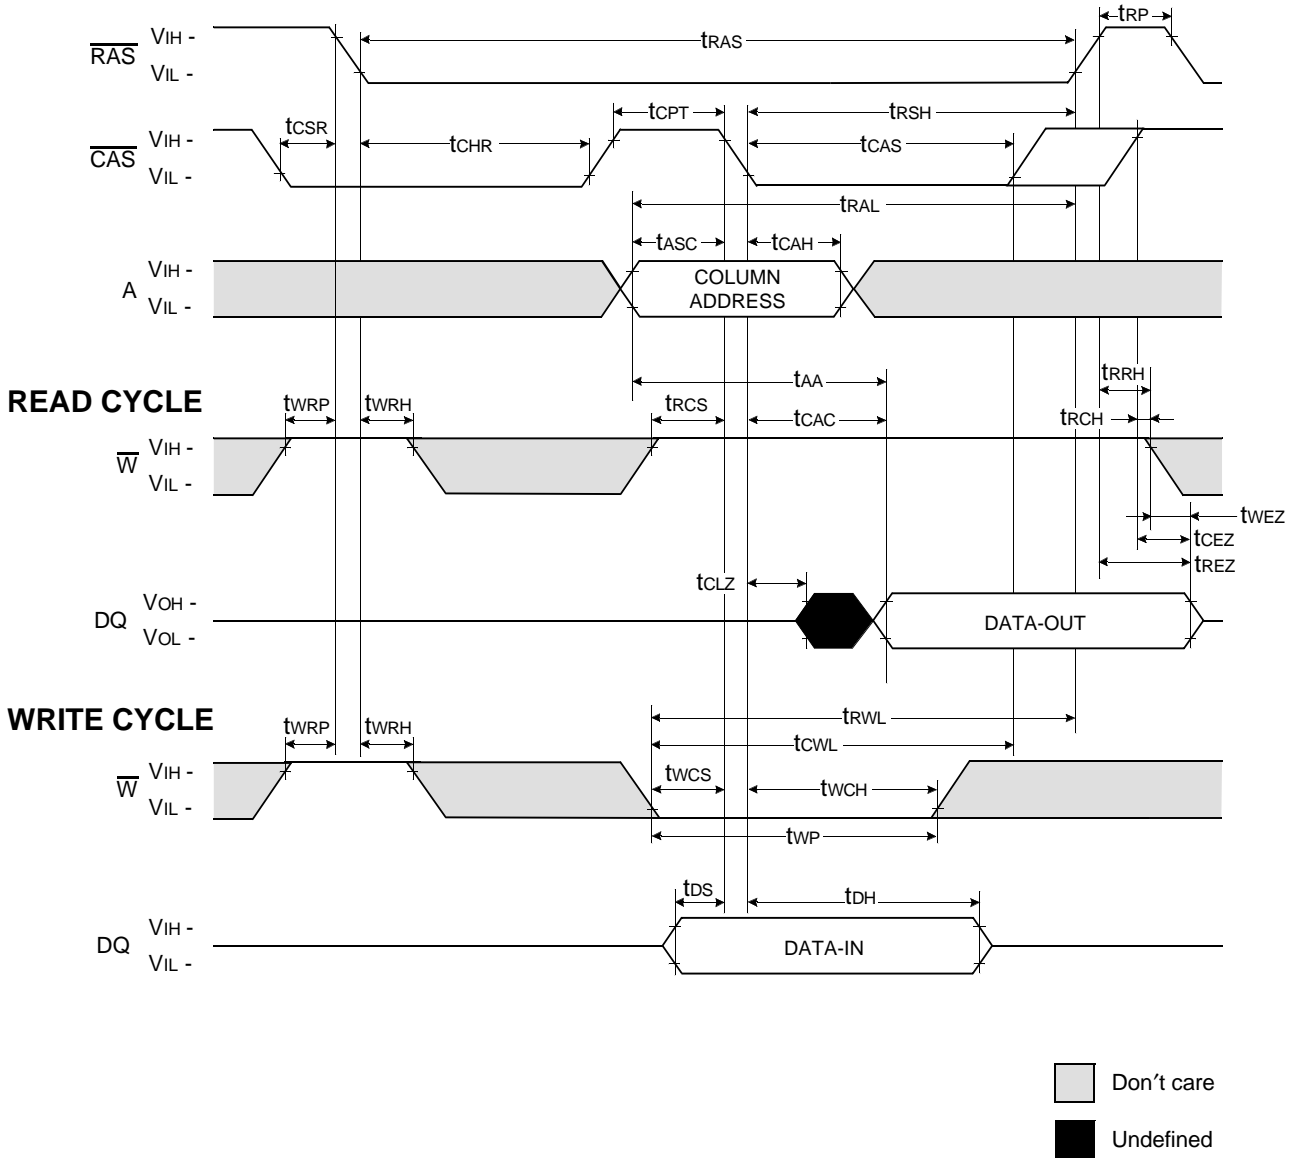 tRP
VIH -
RAS
tRAS
VIL -
tCPT
tRSH
tCSR
VIH -
CAS
tCHR
tCAS
VIL -
tRAL
tASC
tCAH
VIH -
A
COLUMN
ADDRESS
VIL -
tAA
tRRH
READ CYCLE
tWRP
tWRH
tRCS
tCAC
tRCH
VIH -
W
VIL -
tWEZ
tCEZ
tREZ
tCLZ
VOH -
DQ
VOL -
DATA-OUT
WRITE CYCLE
tWRP
tWRH
tRWL
tCWL
VIH -
W
VIL -
tWCS
tWCH
tWP
tDS
tDH
VIH -
DQ
VIL -
DATA-IN
Don′t care
Undefined